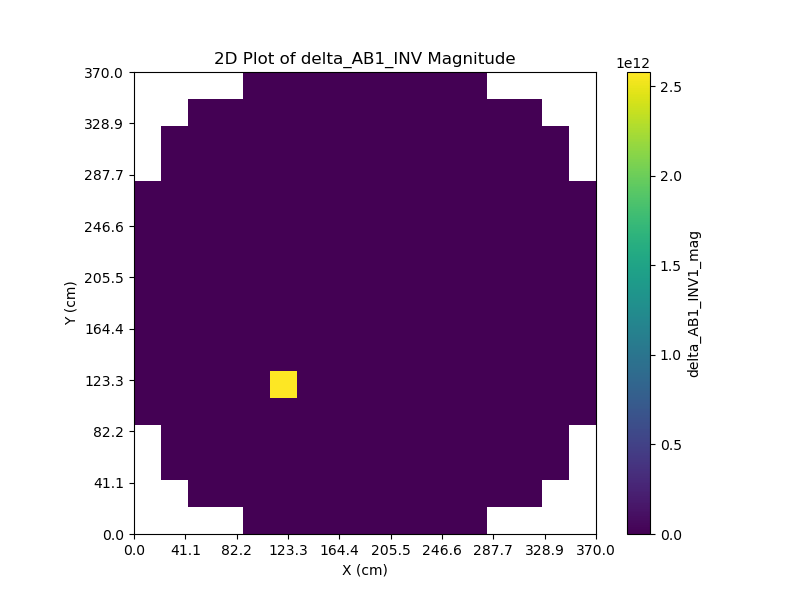 2D Plot of delta_AB1_INV Magnitude
1e12
370.0
328.9
287.7
246.6
205.5
164.4
123.3
82.2
41.1
0.0
Y (cm)
0.0 41.1 82.2 123.3 164.4 205.5 246.6 287.7 328.9 370.0
X (cm)
2.5
2.0
1.5
1.0
0.5
0.0
delta_AB1_INV1_mag